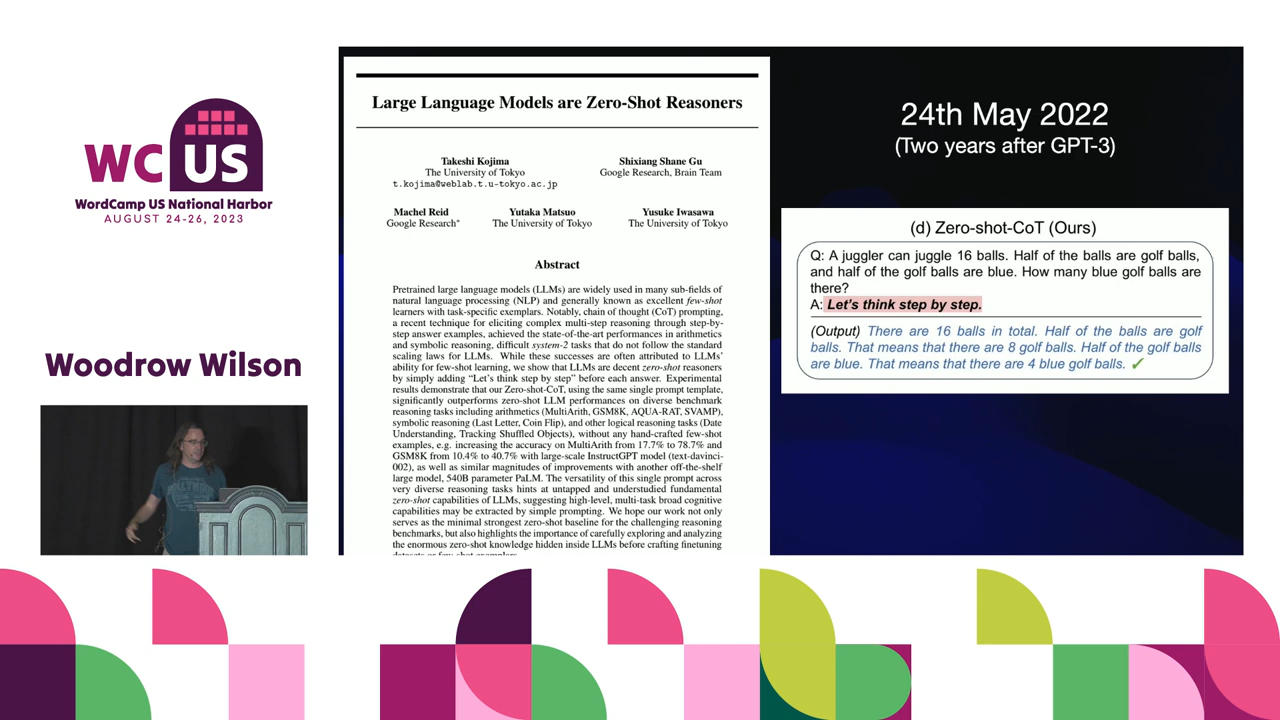 WC US
WordCamp US National Harbor
AUGUST 24-26, 2023
Woodrow Wilson
Large Language Models are Zero-Shot Reasoners
Takeshi Kojima
The University of Tokyo
t.kojima@weblab.t.u-tokyo.ac.jp
Shixiang Shane Gu
Google Research, Brain Team
Machel Reid
Google Research*
Yutaka Matsuo
The University of Tokyo
Yusuke Iwasawa
The University of Tokyo
Abstract
Pretrained large language models (LLMs) are widely used in many sub-fields of
natural language processing (NLP) and generally known as excellent few-shot
learners with task-specific exemplars. Notably, chain of thought (CoT) prompting,
a recent technique for eliciting complex multi-step reasoning through step-by-
step answer examples, achieved the state-of-the-art performances in arithmetics
and symbolic reasoning, difficult system-2 tasks that do not follow the standard
scaling laws for LLMs. While these successes are often attributed to LLMs'
ability for few-shot learning, we show that LLMs are decent zero-shot reasoners
by simply adding “Let's think step by step” before each answer. Experimental
results demonstrate that our Zero-shot-CoT, using the same single prompt template,
significantly outperforms zero-shot LLM performances on diverse benchmark
reasoning tasks including arithmetics (MultiArith, GSM8K, AQUA-RAT, SVAMP),
symbolic reasoning (Last Letter, Coin Flip), and other logical reasoning tasks (Date
Understanding, Tracking Shuffled Objects), without any hand-crafted few-shot
examples, e.g. increasing the accuracy on MultiArith from 17.7% to 78.7% and
GSM8K from 10.4% to 40.7% with large-scale InstructGPT model (text-davinci-
002), as well as similar magnitudes of improvements with another off-the-shelf
large model, 540B parameter PaLM. The versatility of this single prompt across
very diverse reasoning tasks hints at untapped and understudied fundamental
zero-shot capabilities of LLMs, suggesting high-level, multi-task broad cognitive
capabilities may be extracted by simple prompting. We hope our work not only
serves as the minimal strongest zero-shot baseline for the challenging reasoning
benchmarks, but also highlights the importance of carefully exploring and analyzing
the enormous zero-shot knowledge hidden inside LLMs before crafting finetuning
24th May 2022
(Two years after GPT-3)
(d) Zero-shot-CoT (Ours)
Q: A juggler can juggle 16 balls. Half of the balls are golf balls,
and half of the golf balls are blue. How many blue golf balls are
there?
A: Let's think step by step.
(Output) There are 16 balls in total. Half of the balls are golf
balls. That means that there are 8 golf balls. Half of the golf balls
are blue. That means that there are 4 blue golf balls. ✓